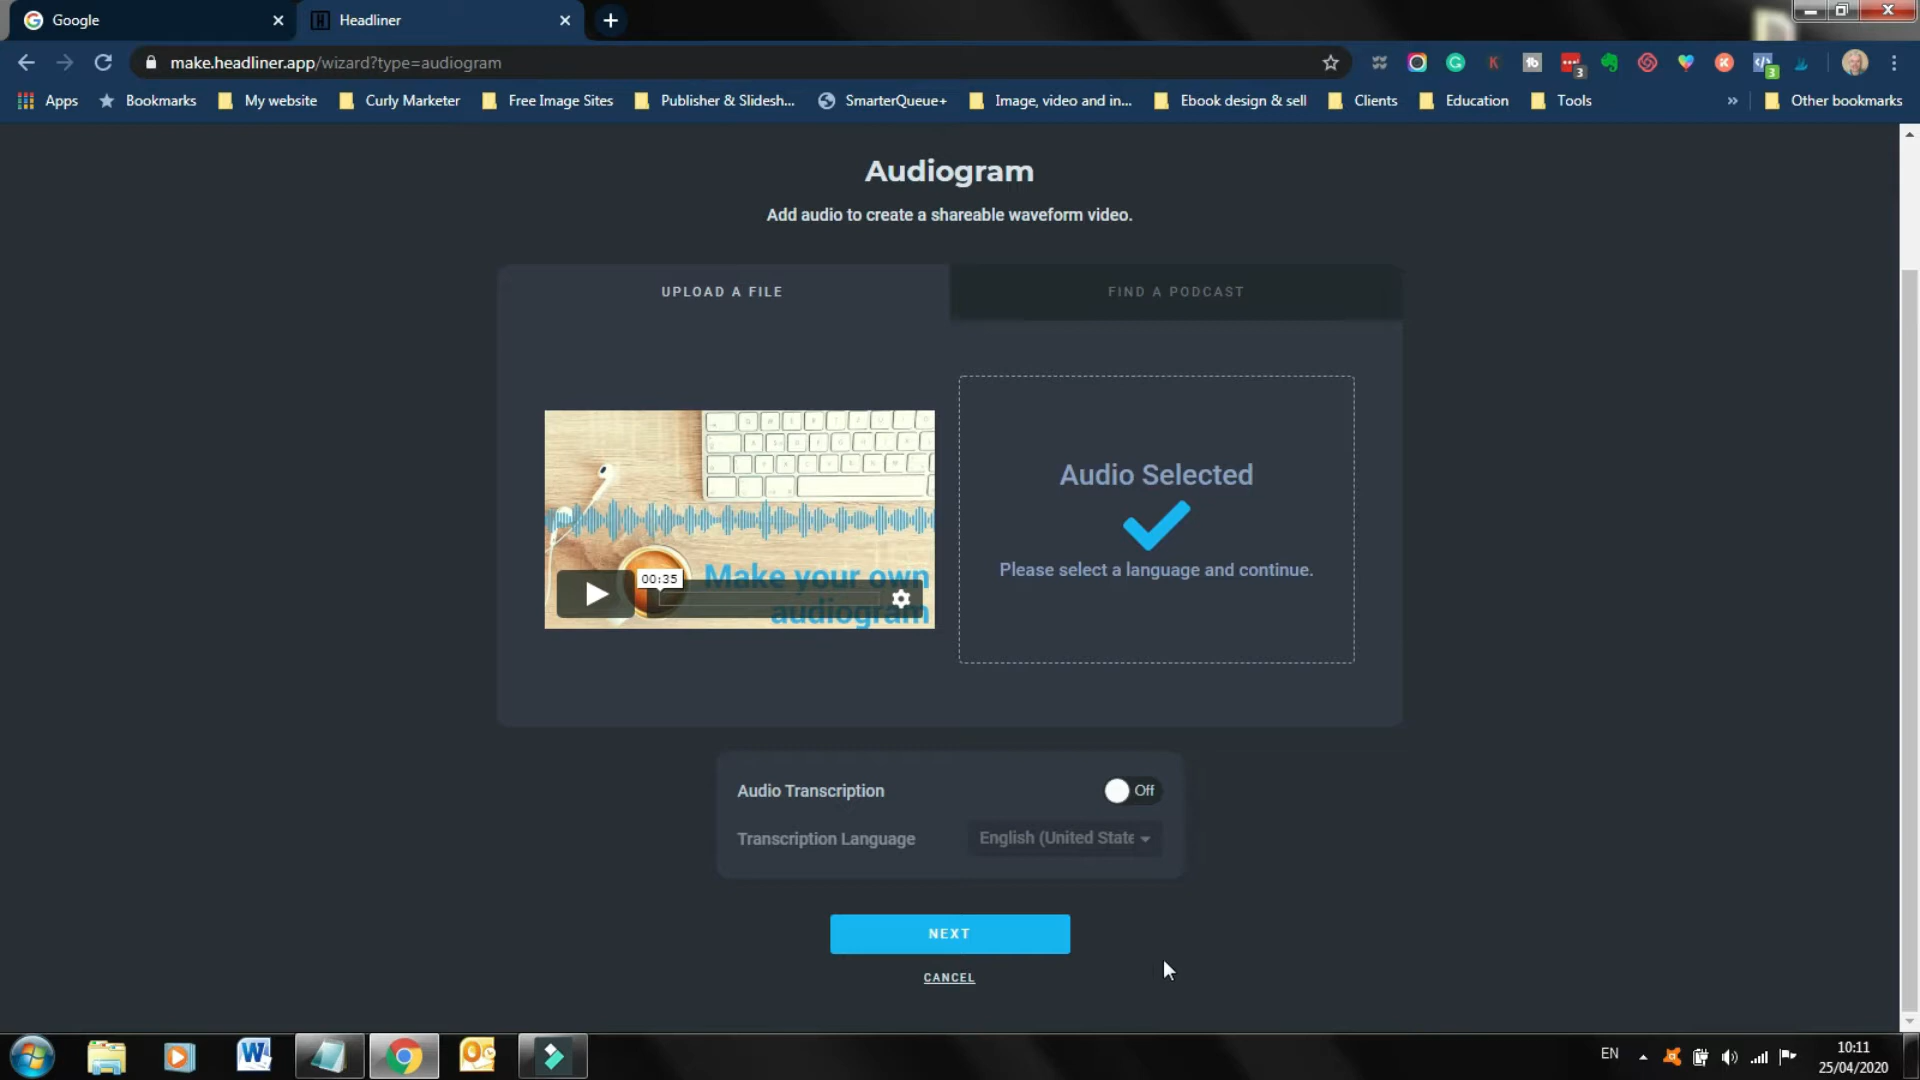 Google
Headliner
make.headliner.app/wizard?type=audiogram
Apps
Bookmarks
My website
Curly Marketer
Free Image Sites
Publisher & Slidesh...
SmarterQueue+
Image, video and in...
Ebook design & sell
Clients
Education
Tools
»
Other bookmarks
Audiogram
Add audio to create a shareable waveform video.
UPLOAD A FILE
FIND A PODCAST
Make your own
audiogram
00:35
Audio Selected
Please select a language and continue.
Audio Transcription
Off
Transcription Language
English (United State
NEXT
CANCEL
EN
10:11
25/04/2020